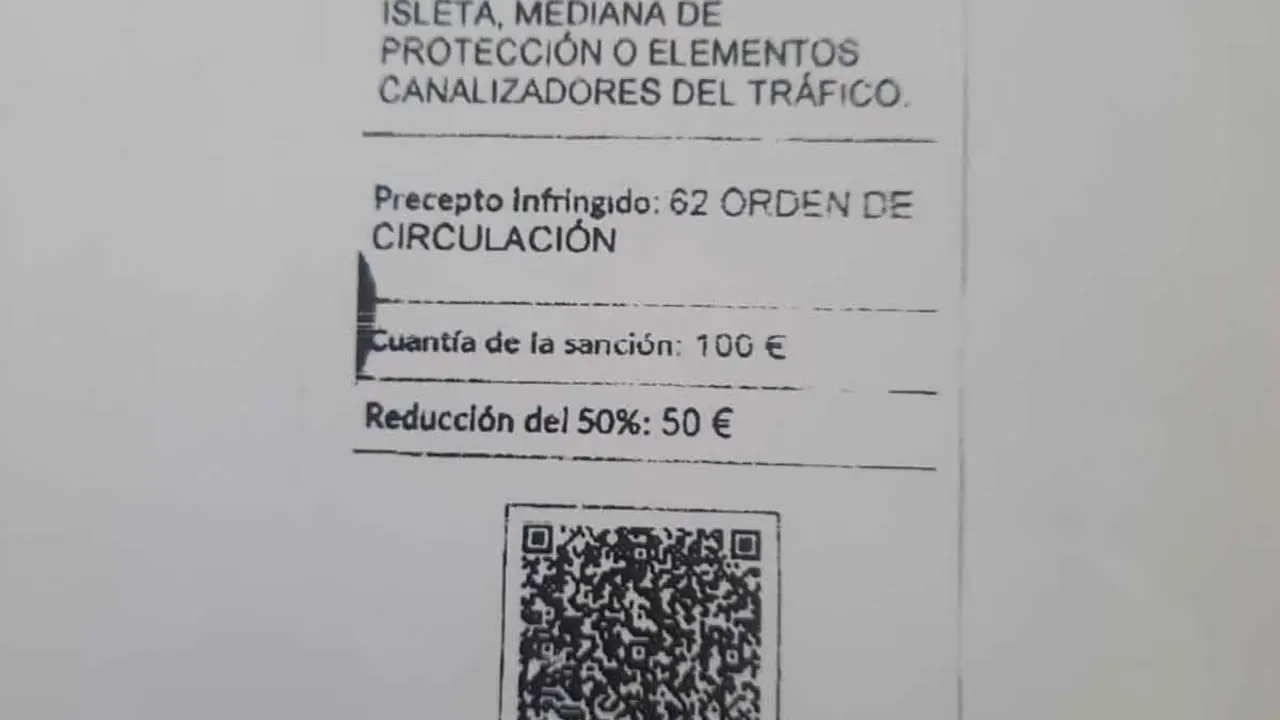 ISLETA, MEDIANA DE
PROTECCIÓN O ELEMENTOS
CANALIZADORES DEL TRÁFICO.
Precepto infringido: 62 ORDEN DE
CIRCULACIÓN
Cuantía de la sanción: 100 €
Reducción del 50%: 50 €